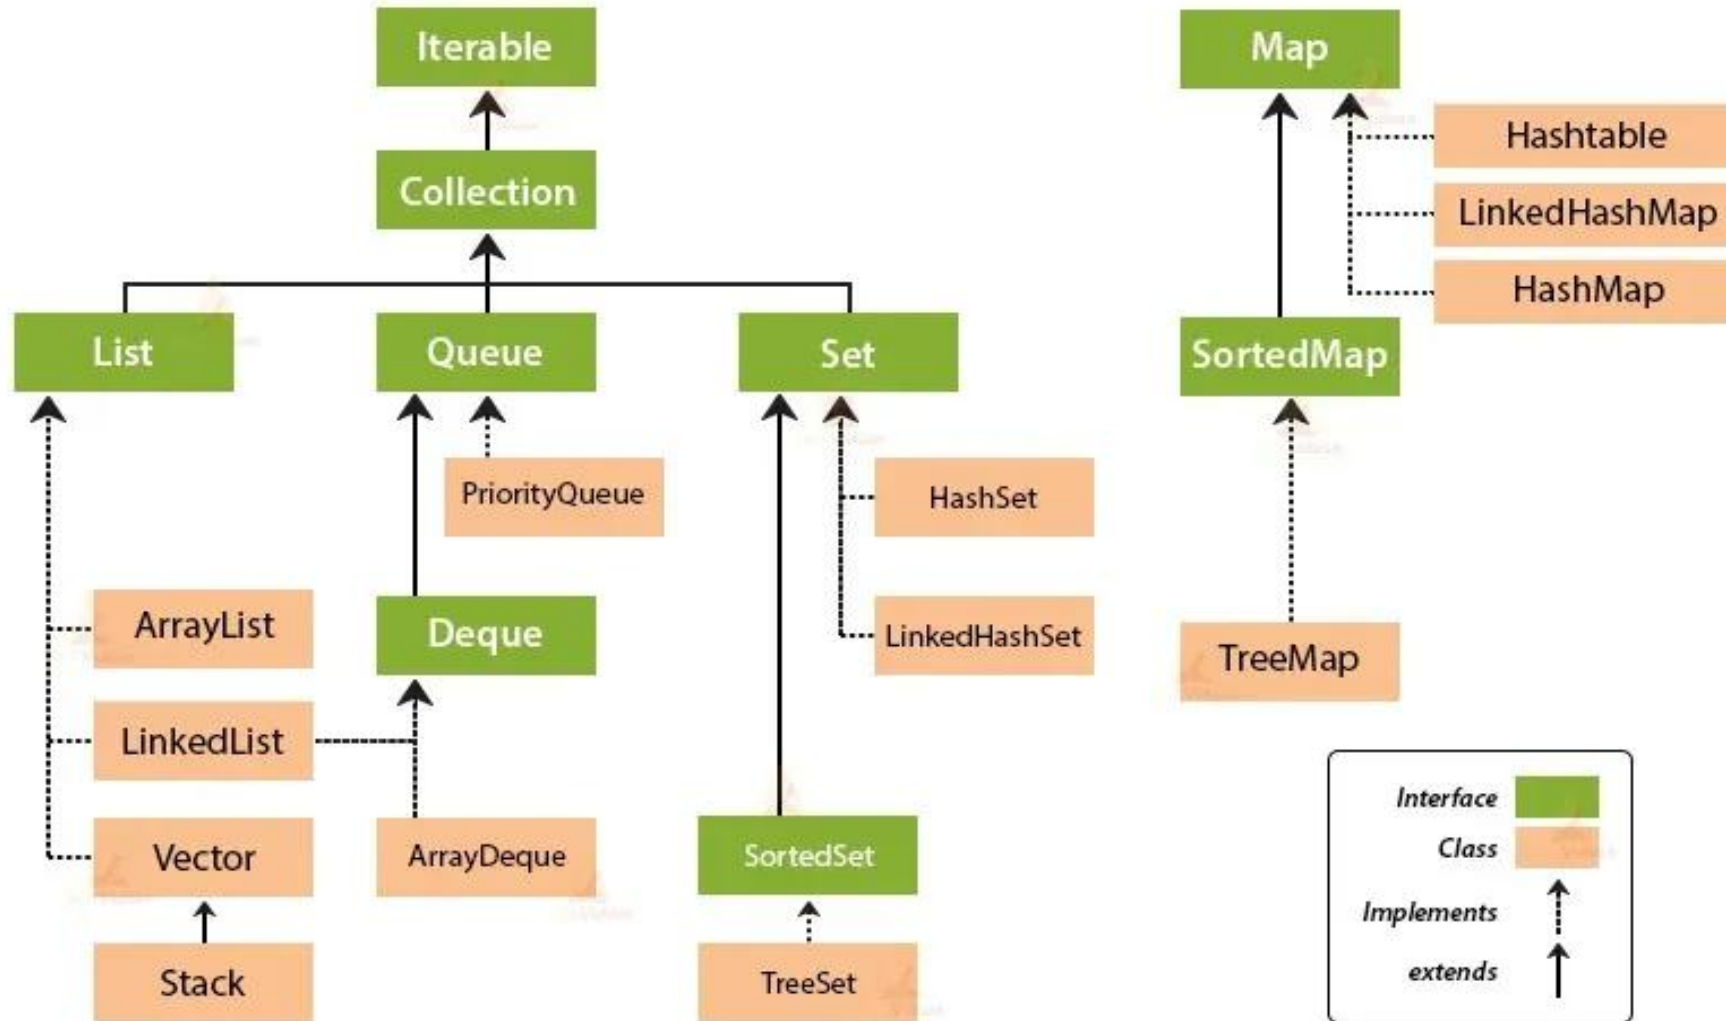 Iterable
Map
Hashtable
Collection
LinkedHashMap
HashMap
List
Queue
Set
SortedMap
PriorityQueue
HashSet
ArrayList
Deque
LinkedHashSet
TreeMap
LinkedList
Interface
Vector
ArrayDeque
SortedSet
Class
Implements
Stack
TreeSet
extends